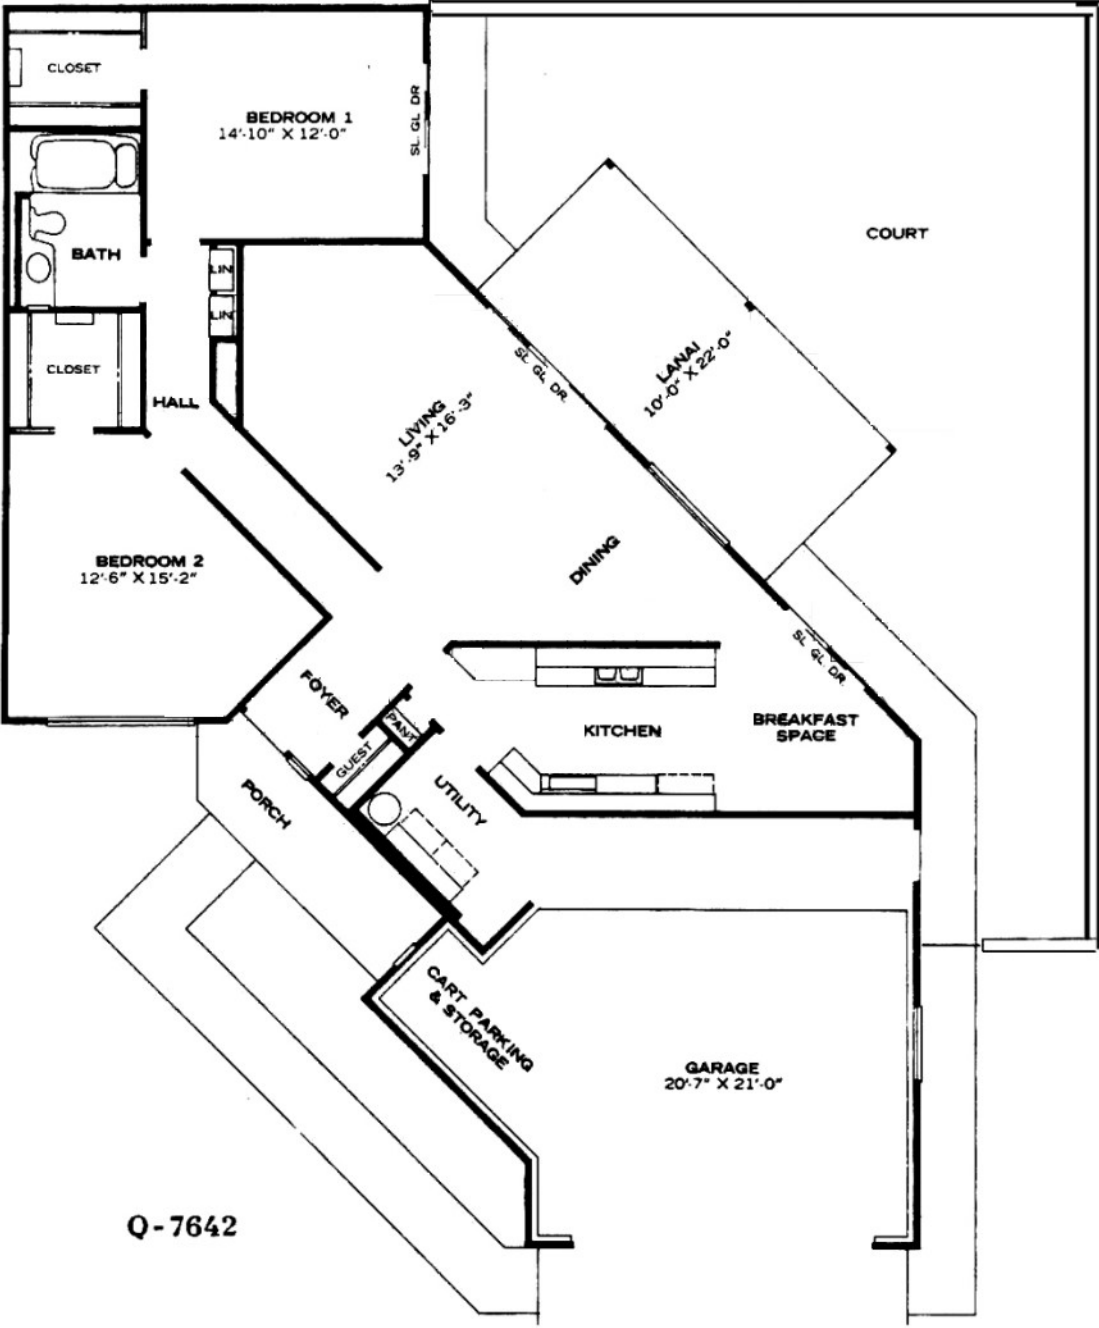 CLOSET
BEDROOM 1
14'-10" X 12'-0"
SL. GL. DR
COURT
BATH
LIN
LIN
LANAI
10'-0" X 22'-0"
SL. GL. DR.
CLOSET
HALL
LIVING
13'-9" X 16'-3"
BEDROOM 2
12'-6" X 15'-2"
DINING
SL. GL. DR.
FOYER
PANT
GUEST
KITCHEN
BREAKFAST
SPACE
PORCH
UTILITY
CART PARKING
& STORAGE
GARAGE
20'-7" X 21'-0"
Q-7642